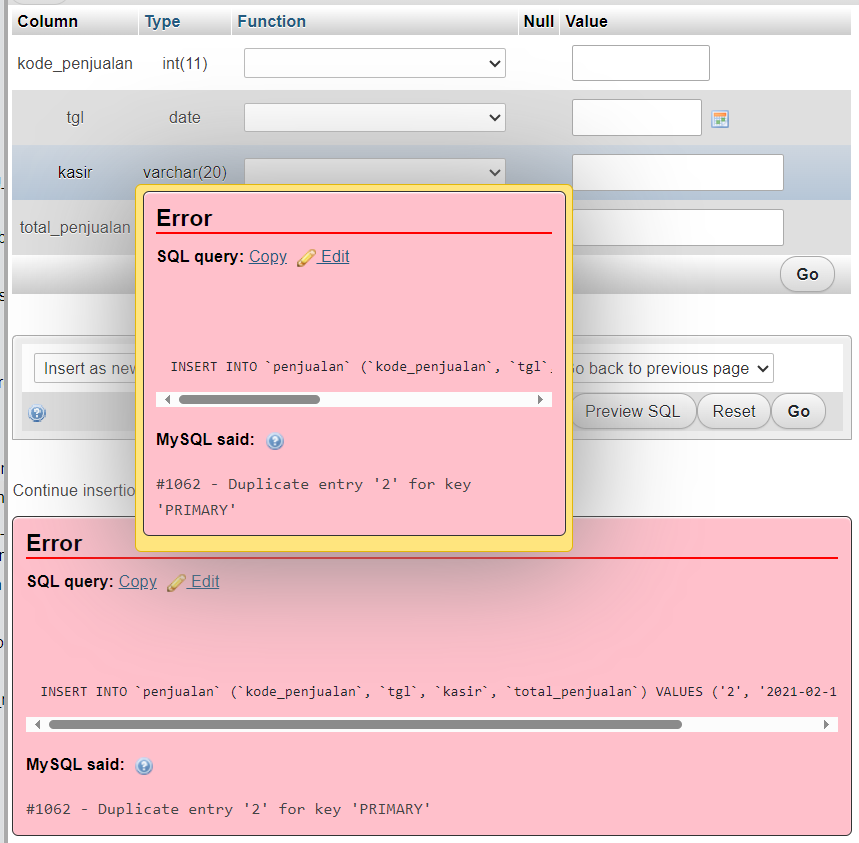 Column Type Function Null Value
kode_penjualan int(11)
tgl date
kasir varchar(20)
total_penjualan
Go
Error
SQL query: Copy Edit
INSERT INTO `penjualan` (`kode_penjualan`, `tgl`,
MySQL said:
#1062 - Duplicate entry '2' for key
'PRIMARY'
Insert as new
back to previous page
Preview SQL Reset Go
Continue insertio
Error
SQL query: Copy Edit
INSERT INTO `penjualan` (`kode_penjualan`, `tgl`, `kasir`, `total_penjualan`) VALUES ('2', '2021-02-1
MySQL said:
#1062 - Duplicate entry '2' for key 'PRIMARY'